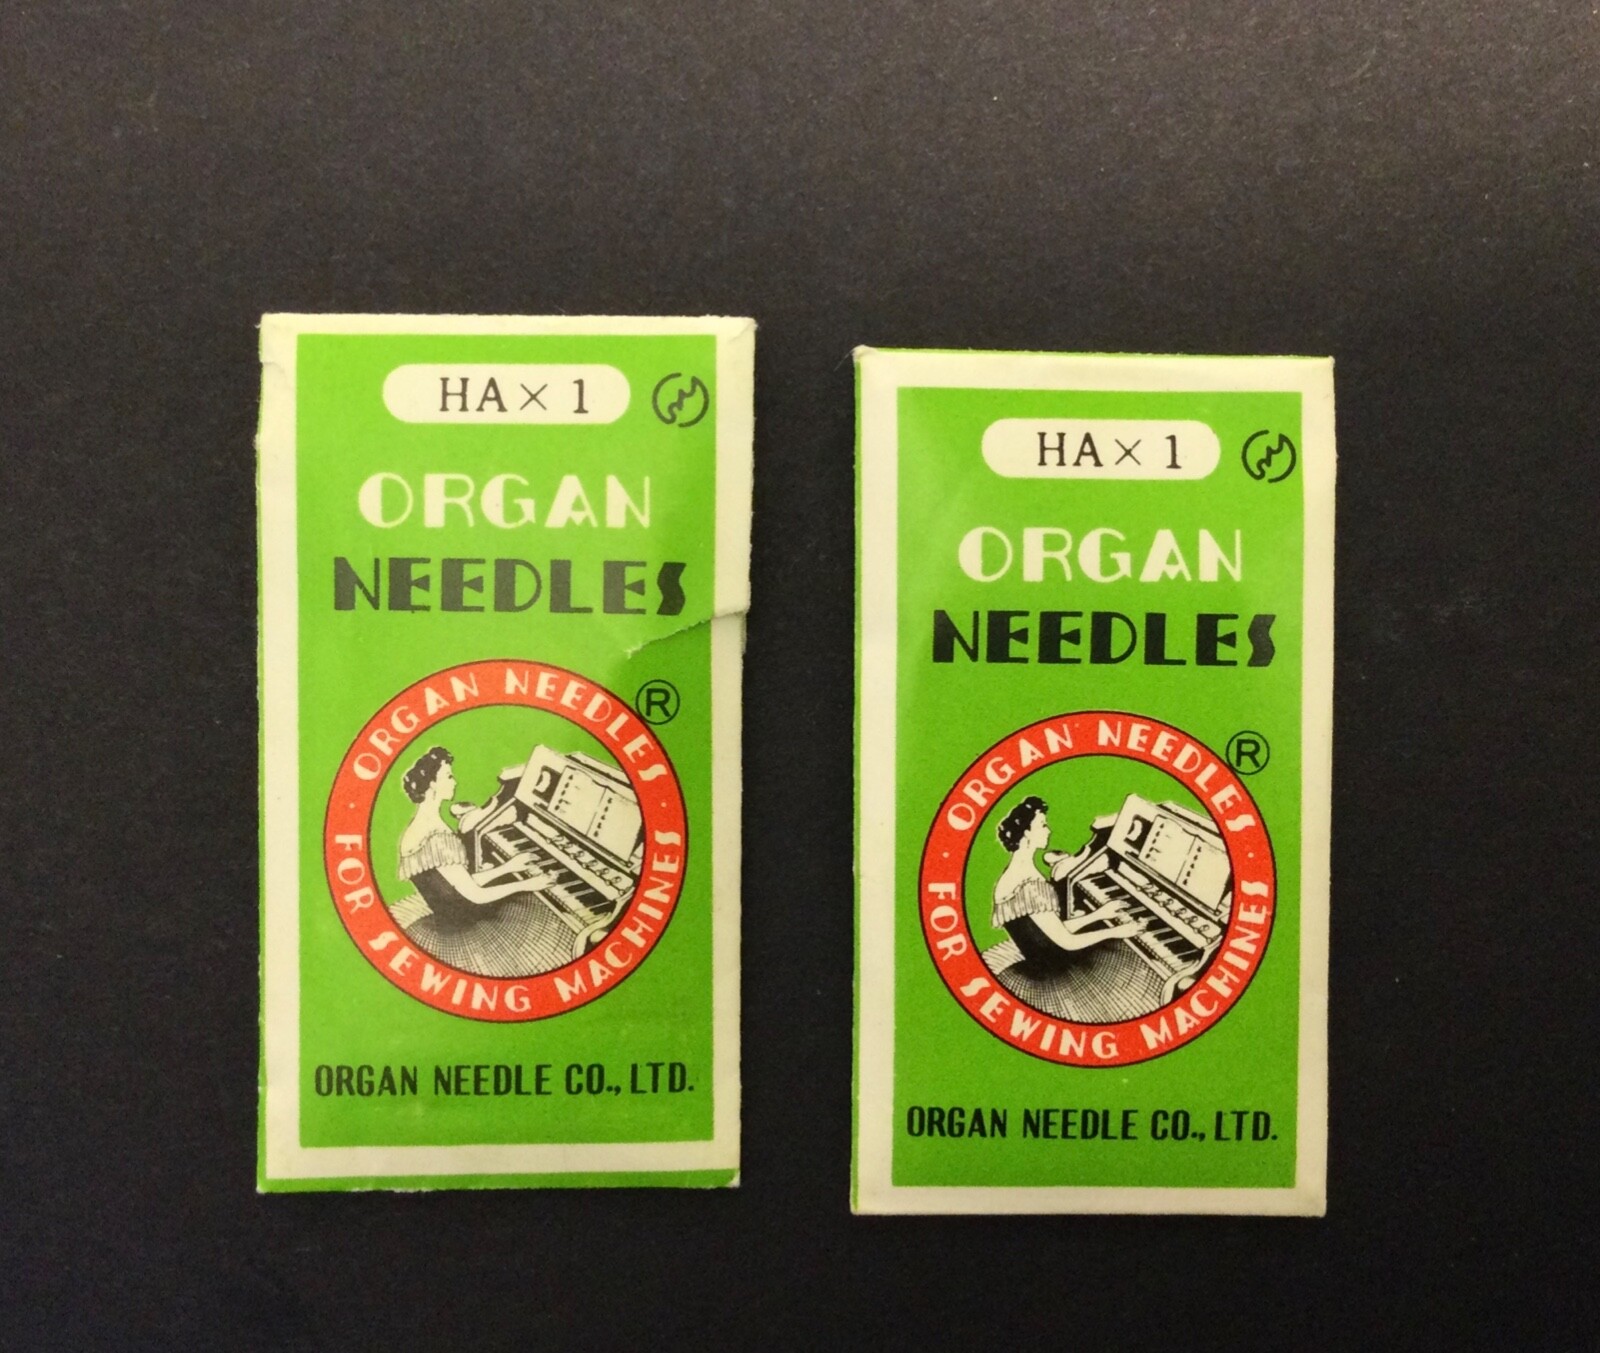 HA× 1
ORGAN
NEEDLES
ORGAN NEEDLES ®
· FOR SEWING MACHINES ·
ORGAN NEEDLE CO., LTD.
HA× 1
ORGAN
NEEDLES
ORGAN NEEDLES ®
· FOR SEWING MACHINES ·
ORGAN NEEDLE CO., LTD.